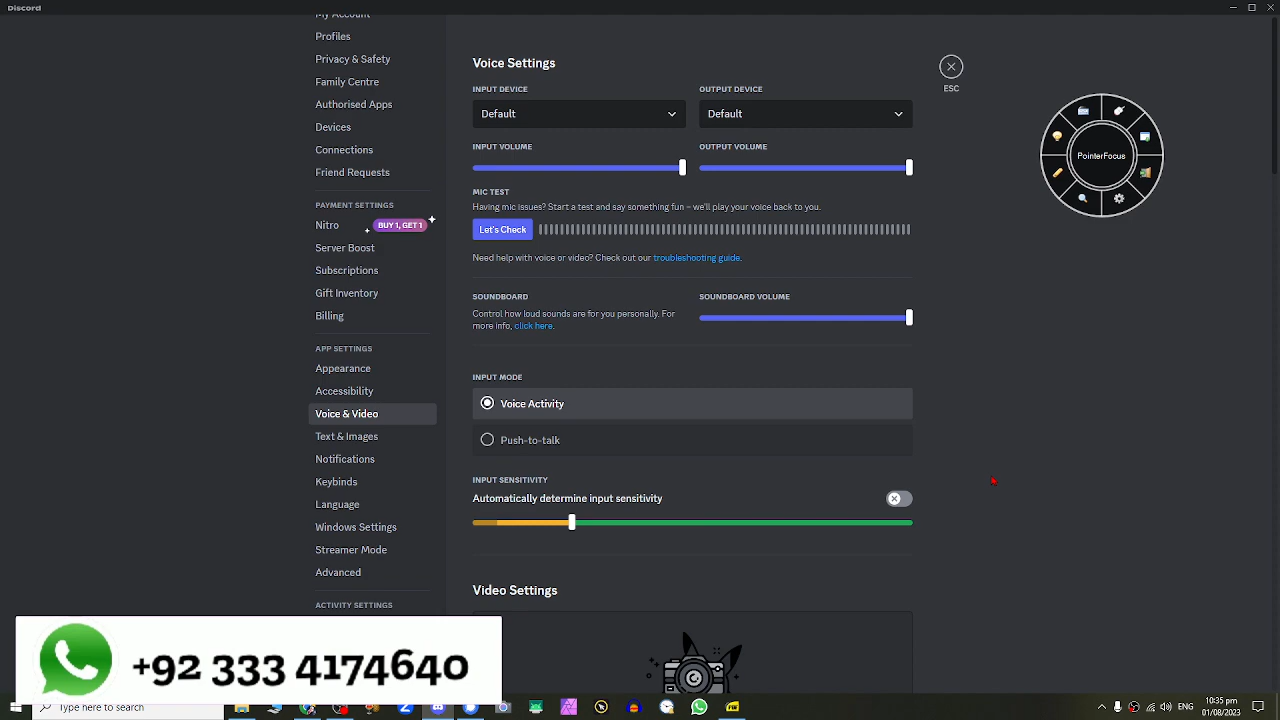 Discord
My Account
Profiles
Privacy & Safety
Family Centre
Authorised Apps
Devices
Connections
Friend Requests
PAYMENT SETTINGS
Nitro
BUY 1, GET 1
Server Boost
Subscriptions
Gift Inventory
Billing
APP SETTINGS
Appearance
Accessibility
Voice & Video
Text & Images
Notifications
Keybinds
Language
Windows Settings
Streamer Mode
Advanced
ACTIVITY SETTINGS
Voice Settings
INPUT DEVICE
Default
OUTPUT DEVICE
Default
INPUT VOLUME
OUTPUT VOLUME
MIC TEST
Having mic issues? Start a test and say something fun – we'll play your voice back to you.
Let's Check
Need help with voice or video? Check out our troubleshooting guide.
SOUNDBOARD
Control how loud sounds are for you personally. For
more info, click here.
SOUNDBOARD VOLUME
INPUT MODE
Voice Activity
Push-to-talk
INPUT SENSITIVITY
Automatically determine input sensitivity
Video Settings
ESC
PointerFocus
+92 333 4174640
Type here to search
ENG
10:35 pm
01/08/2023